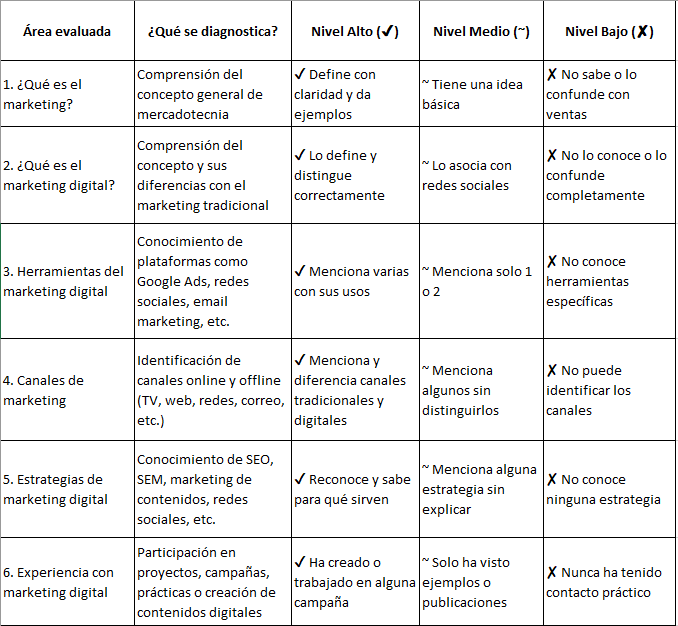 Área evaluada
¿Qué se diagnostica?
Nivel Alto (✔)
Nivel Medio (~)
Nivel Bajo (✘)
1. ¿Qué es el
marketing?
Comprensión del
concepto general de
mercadotecnia
✔ Define con
claridad y da
ejemplos
~ Tiene una idea
básica
✘ No sabe o lo
confunde con
ventas
2. ¿Qué es el
marketing digital?
Comprensión del
concepto y sus
diferencias con el
marketing tradicional
✔ Lo define y
distingue
correctamente
~ Lo asocia con
redes sociales
✘ No lo conoce o lo
confunde
completamente
3. Herramientas del
marketing digital
Conocimiento de
plataformas como
Google Ads, redes
sociales, email
marketing, etc.
✔ Menciona varias
con sus usos
~ Menciona solo 1
o 2
✘ No conoce
herramientas
específicas
4. Canales de
marketing
Identificación de
canales online y offline
(TV, web, redes, correo,
etc.)
✔ Menciona y
diferencia canales
tradicionales y
digitales
~ Menciona
algunos sin
distinguirlos
✘ No puede
identificar los
canales
5. Estrategias de
marketing digital
Conocimiento de SEO,
SEM, marketing de
contenidos, redes
sociales, etc.
✔ Reconoce y sabe
para qué sirven
~ Menciona alguna
estrategia sin
explicar
✘ No conoce
ninguna estrategia
6. Experiencia con
marketing digital
Participación en
proyectos, campañas,
prácticas o creación de
contenidos digitales
✔ Ha creado o
trabajado en alguna
campaña
~ Solo ha visto
ejemplos o
publicaciones
✘ Nunca ha tenido
contacto práctico